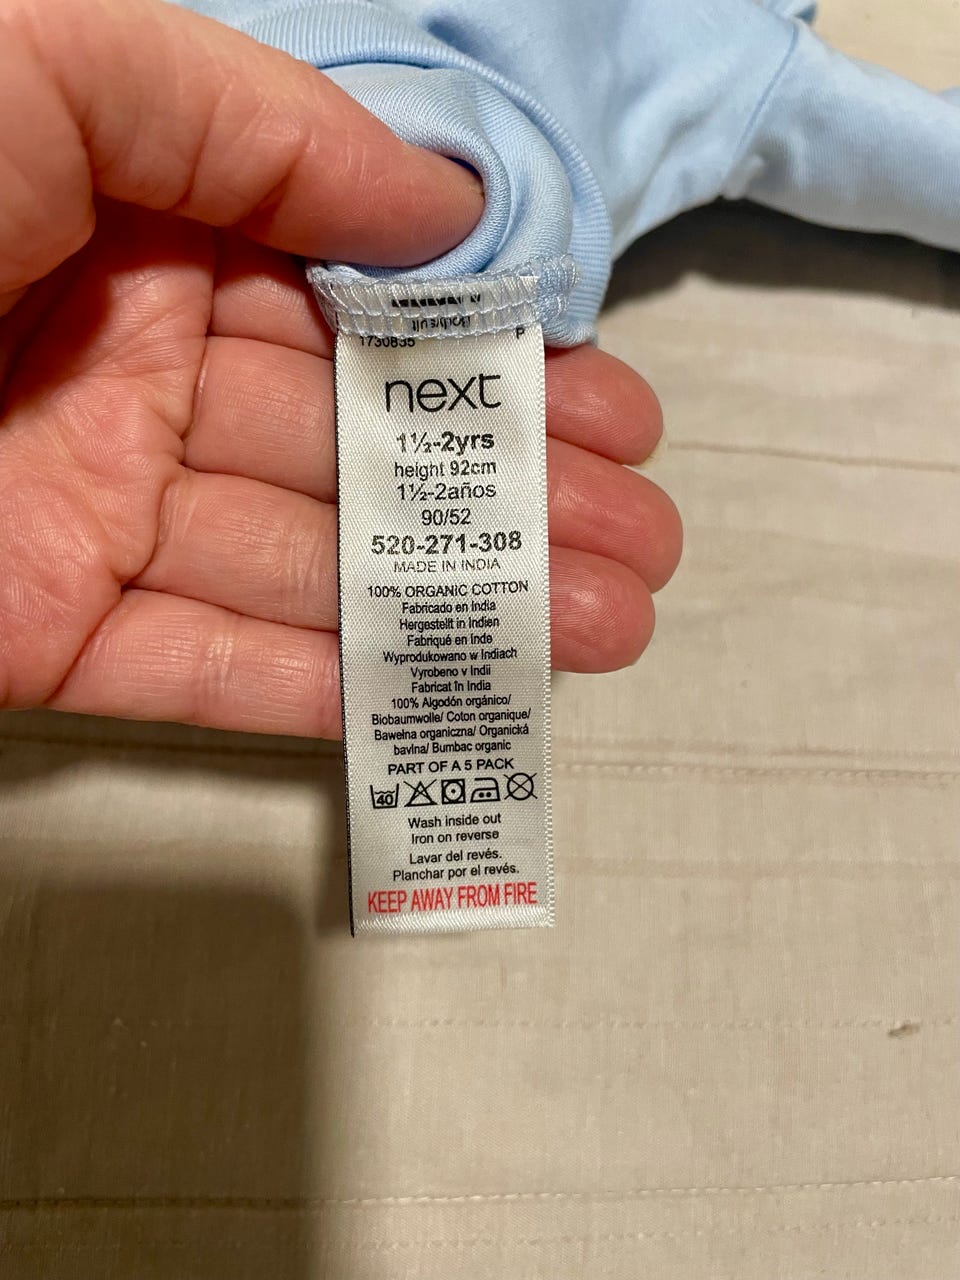 Bodysuit
1730835 P
next
1½-2yrs
height 92cm
1½-2años
90/52
520-271-308
MADE IN INDIA
100% ORGANIC COTTON
Fabricado en India
Hergestellt in Indien
Fabriqué en Inde
Wyprodukowano w Indiach
Vyrobeno v Indii
Fabricat în India
100% Algodón orgánico/
Biobaumwolle/ Coton organique/
Bawełna organiczna/ Organická
bavlna/ Bumbac organic
PART OF A 5 PACK
40
Wash inside out
Iron on reverse
Lavar del revés.
Planchar por el revés.
KEEP AWAY FROM FIRE